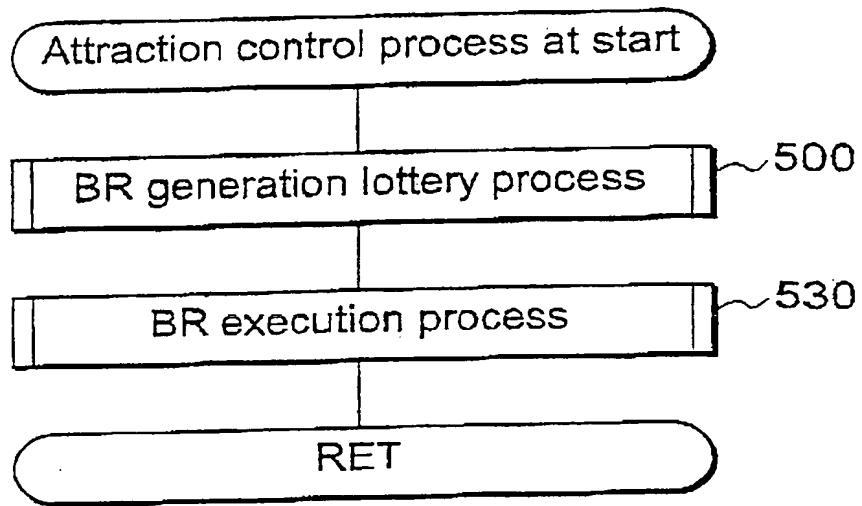 Attraction control process at start
BR generation lottery process
500
BR execution process
530
RET